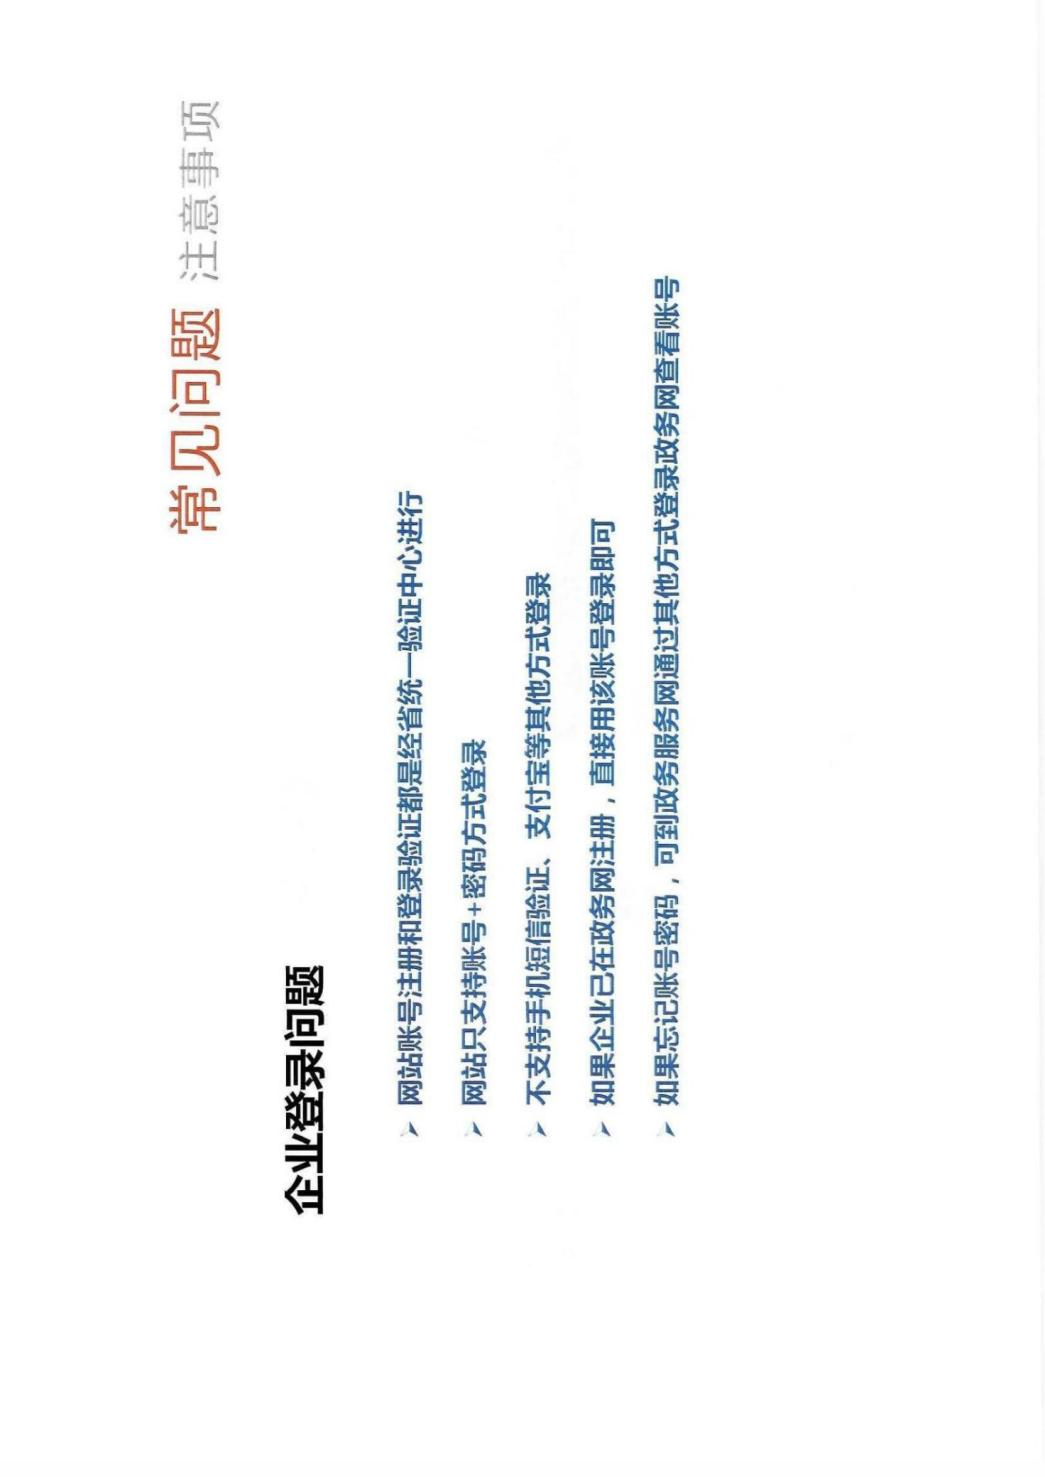 常见问题 注意事项
企业登录问题
网站账号注册和登录验证都是经省统一验证中心进行
网站只支持账号+密码方式登录
不支持手机短信验证、支付宝等其他方式登录
如果企业已在政务网注册，直接用该账号登录即可
如果忘记账号密码，可到政务服务网通过其他方式登录政务网查看账号